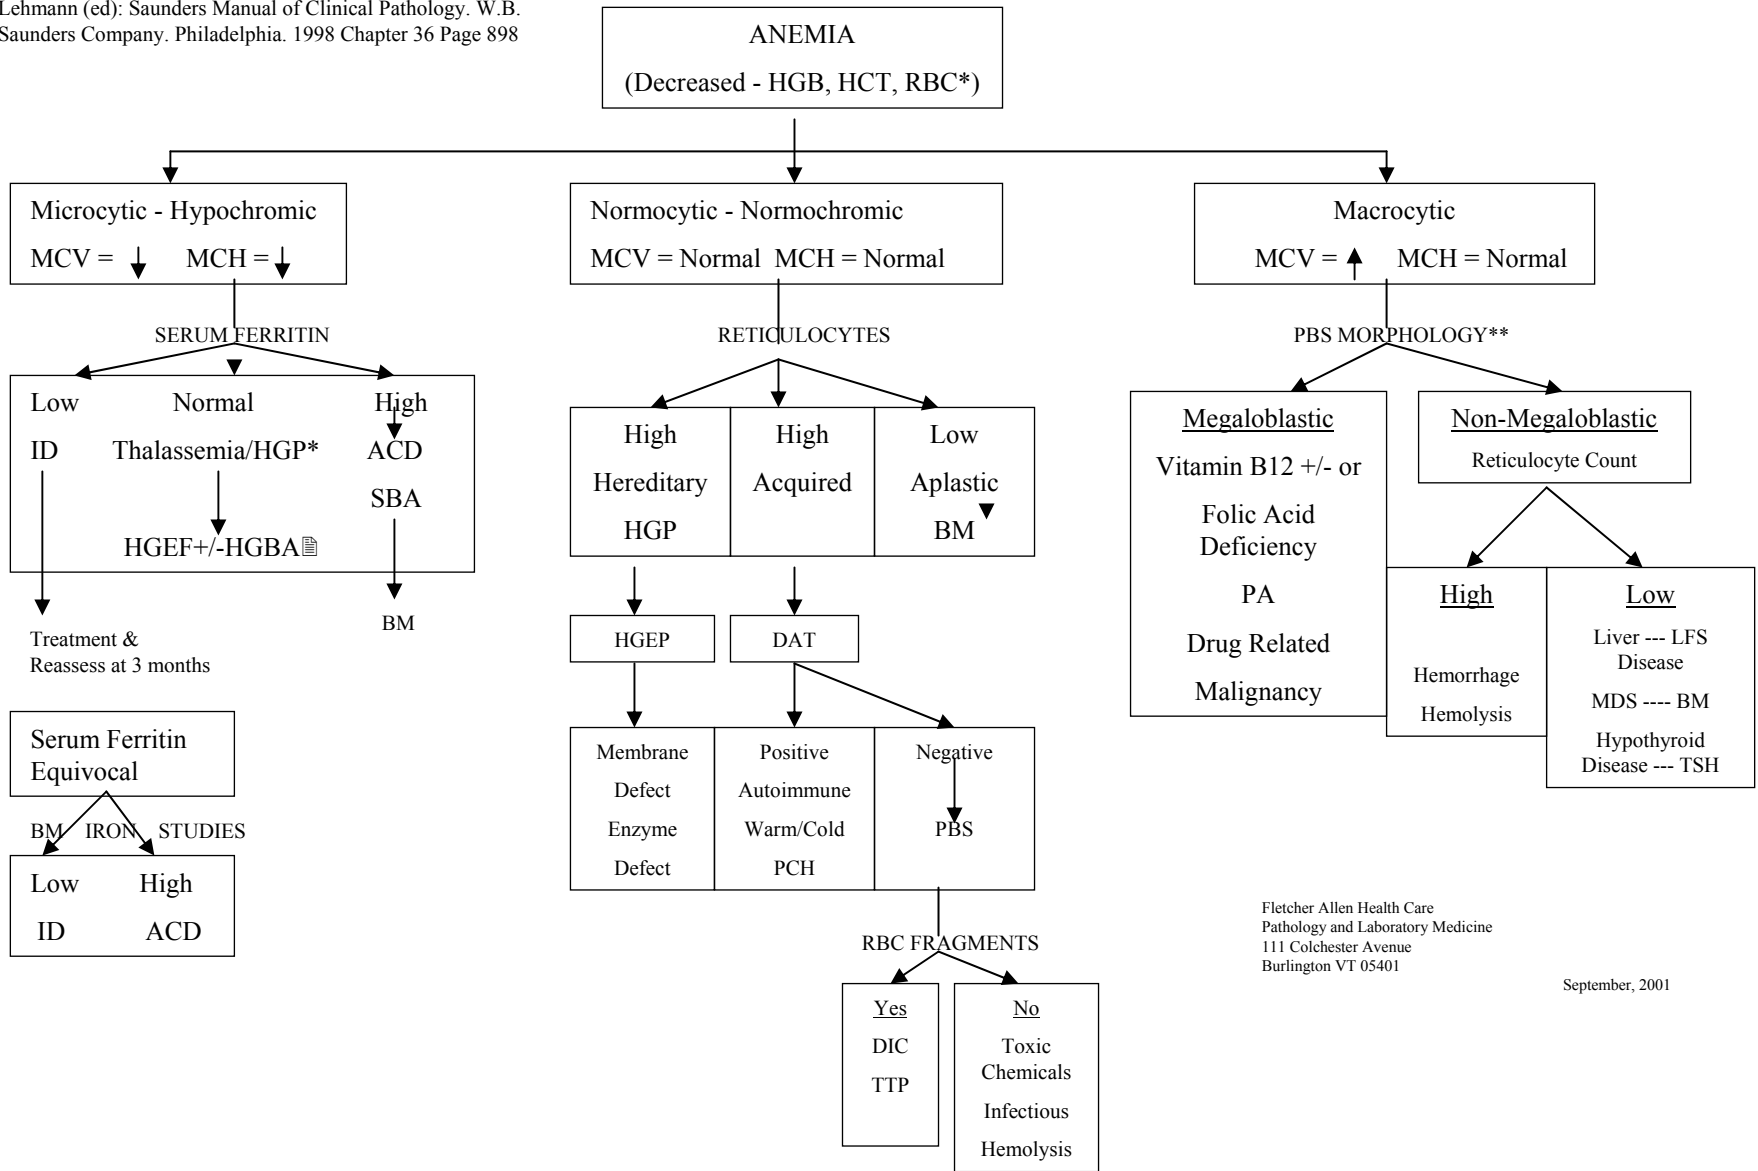 Lehmann (ed): Saunders Manual of Clinical Pathology. W.B.
Saunders Company. Philadelphia. 1998 Chapter 36 Page 898
ANEMIA
(Decreased - HGB, HCT, RBC*)
Microcytic - Hypochromic
MCV = ↓ MCH = ↓
SERUM FERRITIN
Low Normal High
ID Thalassemia/HGP* ACD
SBA
HGEF+/-HGBA
BM
Treatment &
Reassess at 3 months
Serum Ferritin
Equivocal
BM IRON STUDIES
Low High
ID ACD
Normocytic - Normochromic
MCV = Normal MCH = Normal
RETICULOCYTES
High
Hereditary
HGP
High
Acquired
Low
Aplastic
BM
HGEP
DAT
Membrane
Defect
Enzyme
Defect
Positive
Autoimmune
Warm/Cold
PCH
Negative
PBS
RBC FRAGMENTS
Yes
DIC
TTP
No
Toxic
Chemicals
Infectious
Hemolysis
Macrocytic
MCV = ↑ MCH = Normal
PBS MORPHOLOGY**
Megaloblastic
Vitamin B12 +/- or
Folic Acid
Deficiency
PA
Drug Related
Malignancy
Non-Megaloblastic
Reticulocyte Count
High
Hemorrhage
Hemolysis
Low
Liver --- LFS
Disease
MDS ---- BM
Hypothyroid
Disease --- TSH
Fletcher Allen Health Care
Pathology and Laboratory Medicine
111 Colchester Avenue
Burlington VT 05401
September, 2001